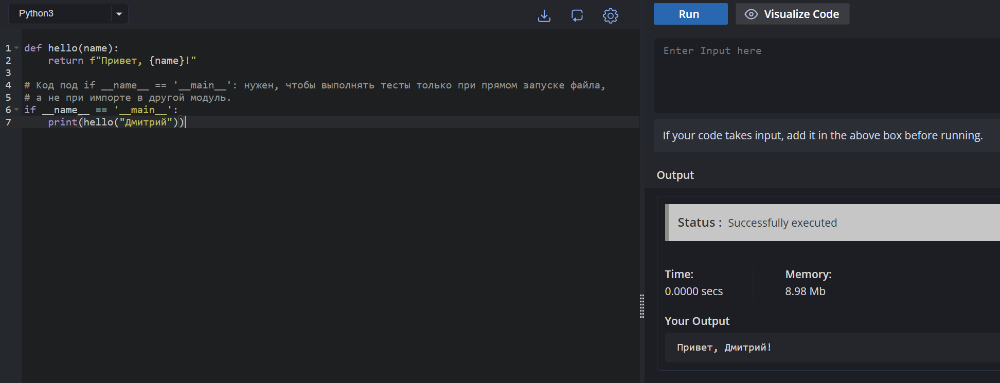 Python3
1 def hello(name):
2     return f"Привет, {name}!"
3
4 # Код под if __name__ == '__main__': нужен, чтобы выполнять тесты только при прямом запуске файла,
5 # а не при импорте в другой модуль.
6 if __name__ == '__main__':
7     print(hello("Дмитрий"))
Run Visualize Code
Enter Input here
If your code takes input, add it in the above box before running.
Output
Status : Successfully executed
Time: Memory:
0.0000 secs 8.98 Mb
Your Output
Привет, Дмитрий!